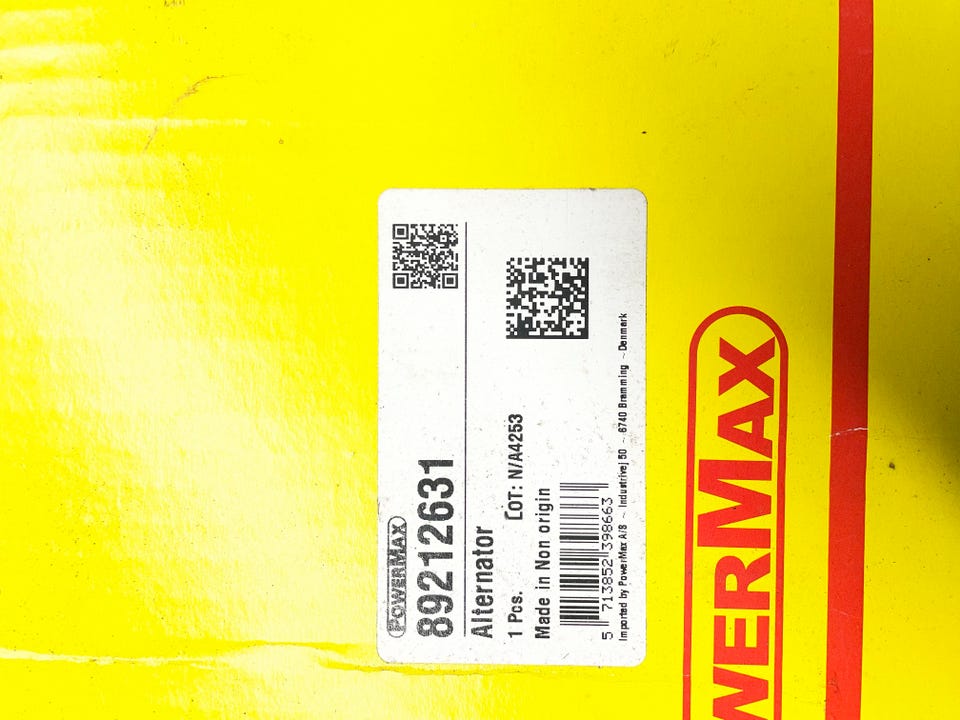 POWERMAX
89212631
Alternator
1 Pcs. LOT: N/A4253
Made in Non origin
5 713852 398663
Imported by PowerMax A/S ~ Industrivej 50 ~ 6740 Bramming ~ Denmark
WERMAX